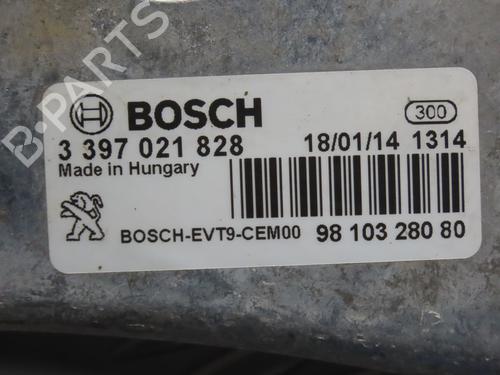 B-PARTS
BOSCH
300
3 397 021 828
18/01/14 1314
Made in Hungary
BOSCH-EVT9-CEM00
98 103 280 80